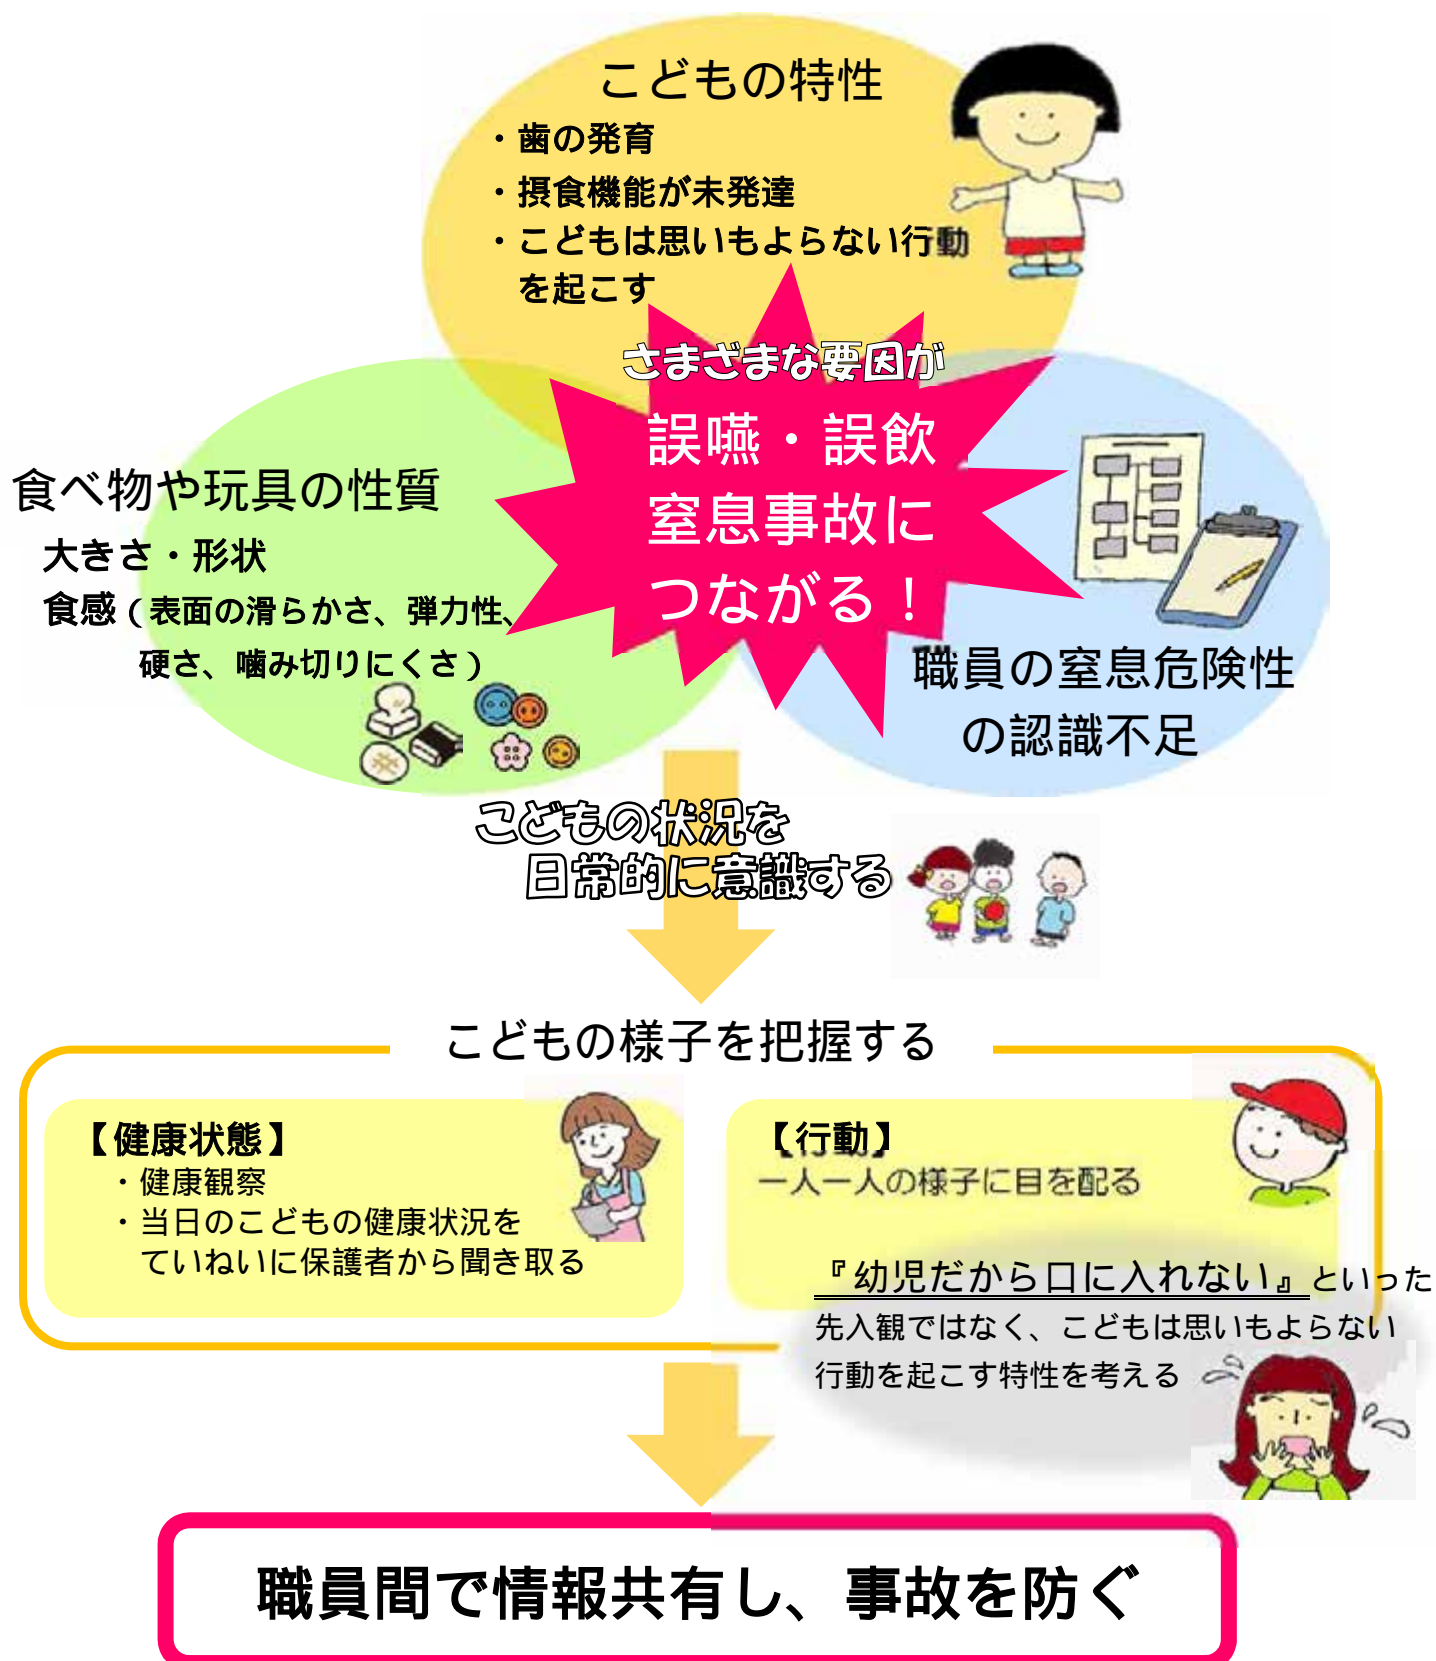 こどもの特性
・歯の発育
・摂食機能が未発達
・こどもは思いもよらない行動
を起こす
さまざまな要因が
誤嚥・誤飲
窒息事故に
つながる！
食べ物や玩具の性質
大きさ・形状
食感（表面の滑らかさ、弾力性、
硬さ、噛み切りにくさ）
職員の窒息危険性
の認識不足
こどもの状況を
日常的に意識する
こどもの様子を把握する
【健康状態】
・健康観察
・当日のこどもの健康状況を
ていねいに保護者から聞き取る
【行動】
一人一人の様子に目を配る
『幼児だから口に入れない』といった
先入観ではなく、こどもは思いもよらない
行動を起こす特性を考える
職員間で情報共有し、事故を防ぐ